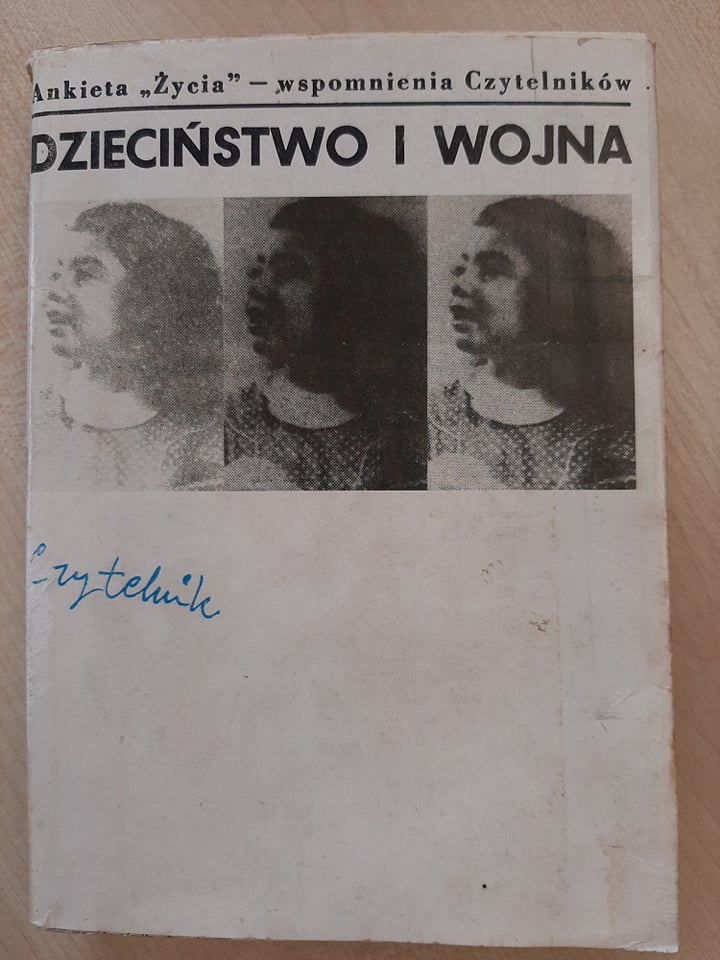 Ankieta „Życia” – wspomnienia Czytelników
DZIECIŃSTWO I WOJNA
Czytelnik